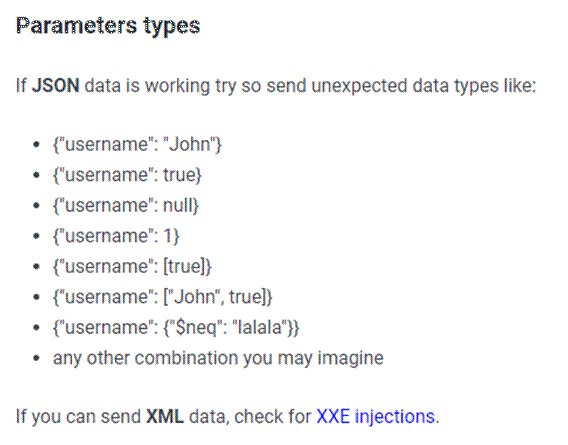 Parameters types
If JSON data is working try so send unexpected data types like:
• {"username": "John"}
• {"username": true}
• {"username": null}
• {"username": 1}
• {"username": [true]}
• {"username": ["John", true]}
• {"username": {"$neq": "lalala"}}
• any other combination you may imagine
If you can send XML data, check for XXE injections.